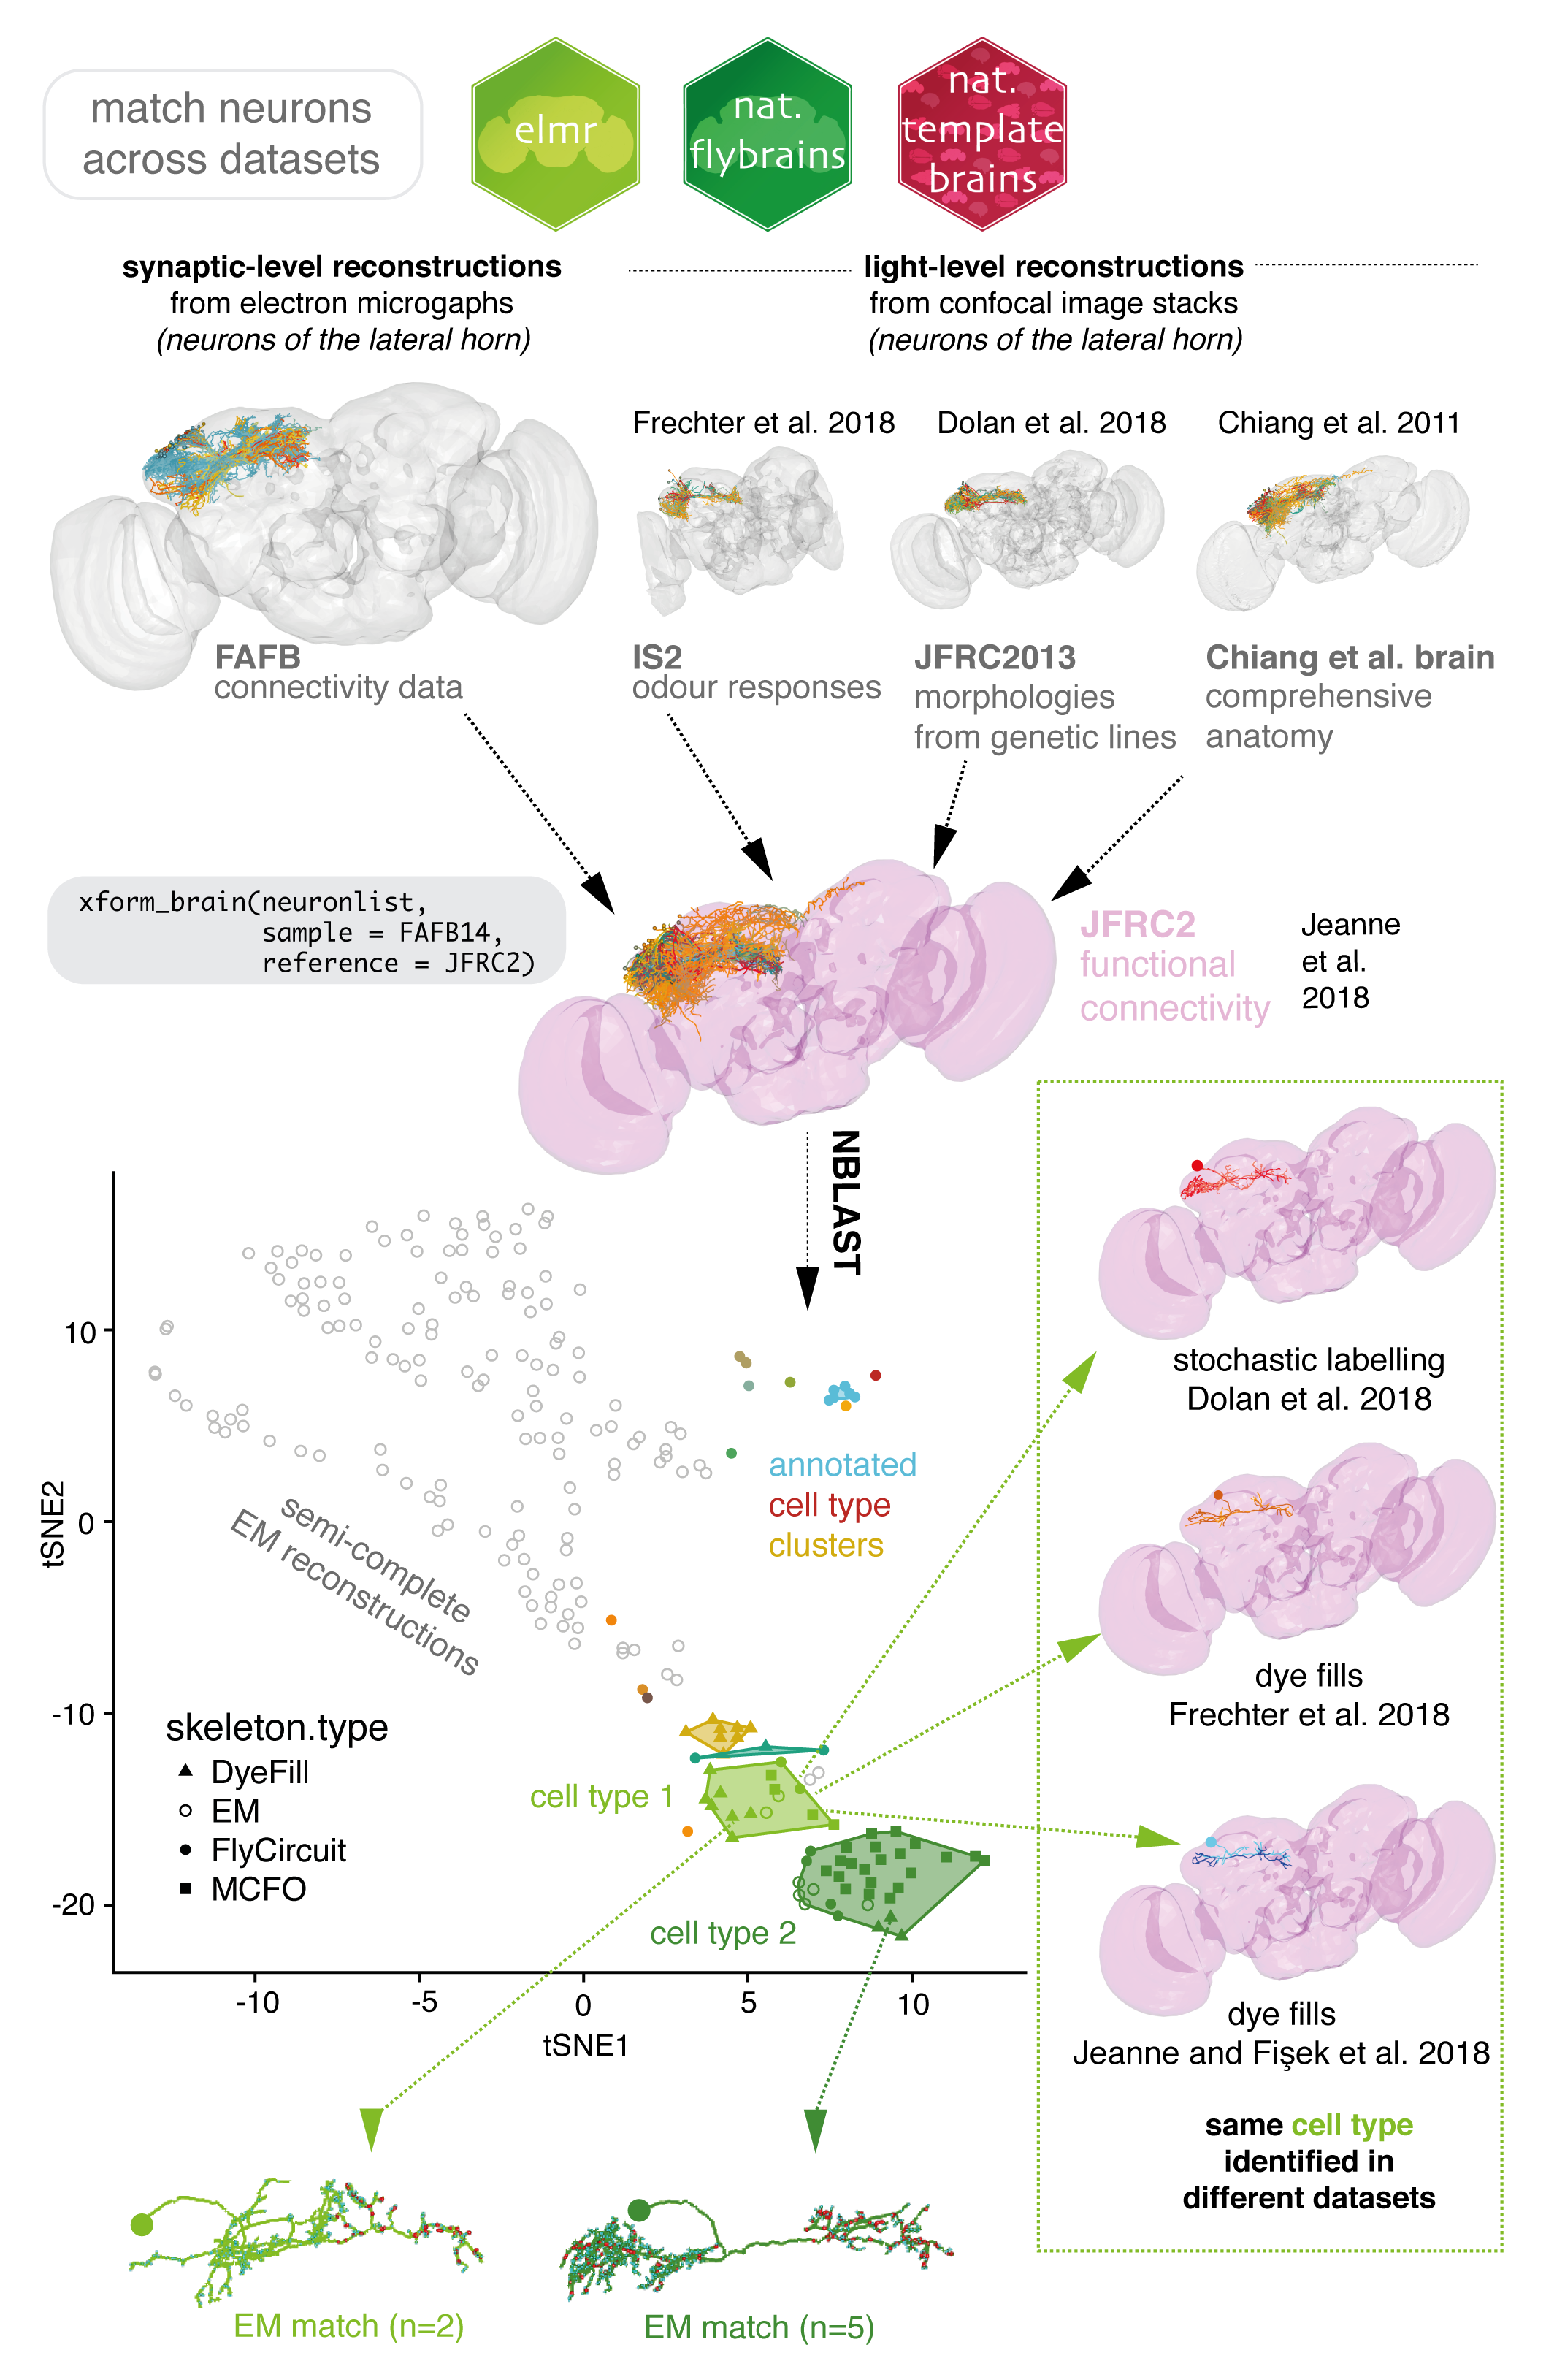 match neurons
across datasets
elmr
nat.
flybrains
nat.
template
brains
synaptic-level reconstructions
from electron microgaphs
(neurons of the lateral horn)
light-level reconstructions
from confocal image stacks
(neurons of the lateral horn)
Frechter et al. 2018
Dolan et al. 2018
Chiang et al. 2011
FAFB
connectivity data
IS2
odour responses
JFRC2013
morphologies
from genetic lines
Chiang et al. brain
comprehensive
anatomy
xform_brain(neuronlist,
sample = FAFB14,
reference = JFRC2)
JFRC2
functional
connectivity
Jeanne
et al.
2018
NBLAST
10
0
-10
-20
tSNE2
semi-complete
EM reconstructions
annotated
cell type
clusters
skeleton.type
DyeFill
EM
FlyCircuit
MCFO
cell type 1
cell type 2
-10
-5
0
5
10
tSNE1
stochastic labelling
Dolan et al. 2018
dye fills
Frechter et al. 2018
dye fills
Jeanne and Fişek et al. 2018
same cell type
identified in
different datasets
EM match (n=2)
EM match (n=5)